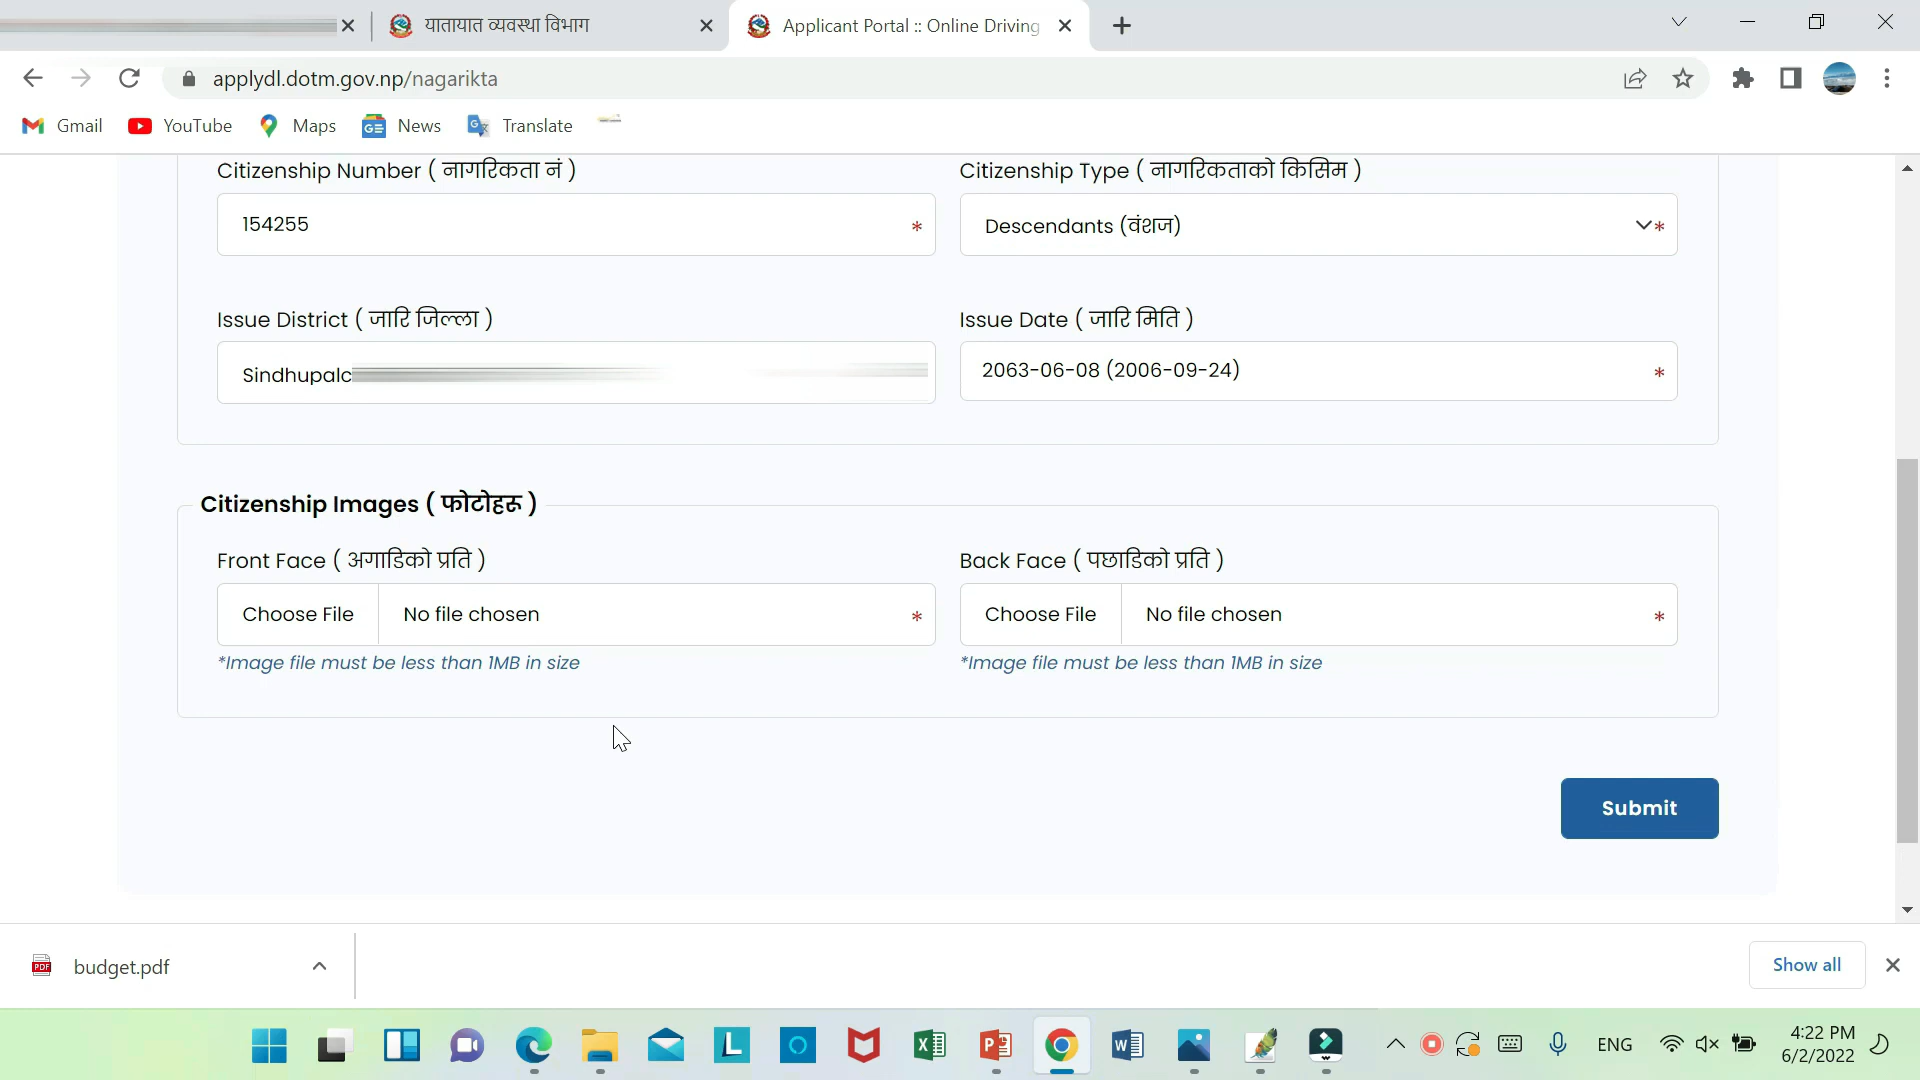 यातायात व्यवस्था विभाग
Applicant Portal :: Online Driving
applydl.dotm.gov.np/nagarikta
Gmail
YouTube
Maps
News
Translate
Citizenship Number ( नागरिकता नं )
Citizenship Type ( नागरिकताको किसिम )
154255
*
Descendants (वंशज)
*
Issue District ( जारि जिल्ला )
Issue Date ( जारि मिति )
Sindhupalc
2063-06-08 (2006-09-24)
*
Citizenship Images ( फोटोहरू )
Front Face ( अगाडिको प्रति )
Back Face ( पछाडिको प्रति )
Choose File
No file chosen
*
Choose File
No file chosen
*
*Image file must be less than 1MB in size
*Image file must be less than 1MB in size
Submit
PDF
budget.pdf
Show all
ENG
4:22 PM
6/2/2022